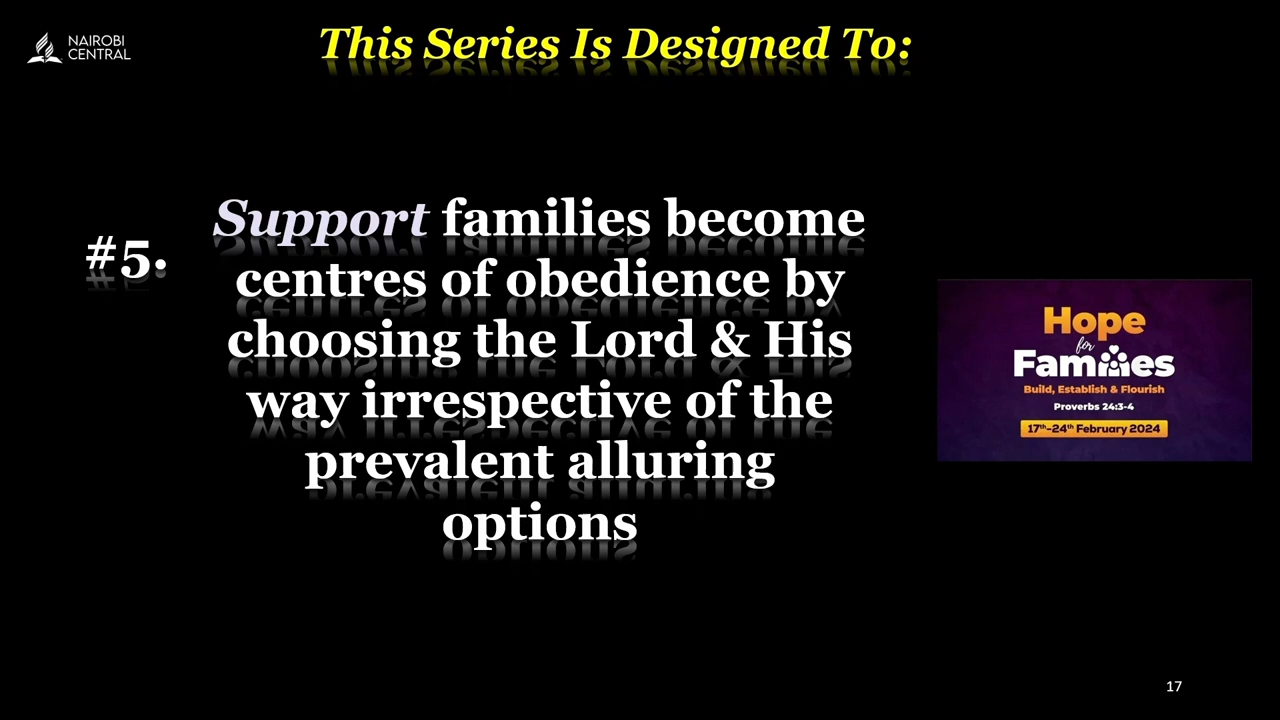 NAIROBI
CENTRAL
This Series Is Designed To:
#5.
Support families become
centres of obedience by
choosing the Lord & His
way irrespective of the
prevalent alluring
options
Hope
for
Families
Build, Establish & Flourish
Proverbs 24:3-4
17th-24th February 2024
17